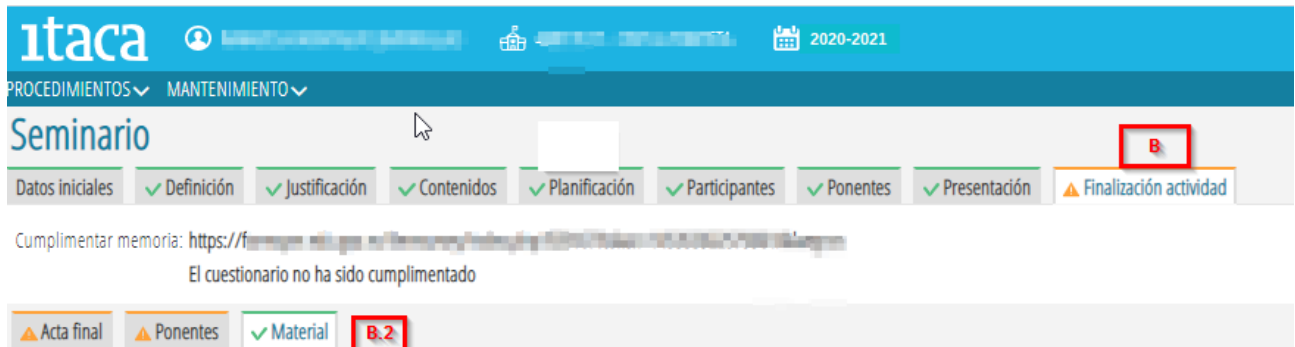 ıtaca 2020-2021
PROCEDIMIENTOS MANTENIMIENTO
Seminario
B
Datos iniciales Definición Justificación Contenidos Planificación Participantes Ponentes Presentación Finalización actividad
Cumplimentar memoria: https://f
El cuestionario no ha sido cumplimentado
Acta final Ponentes Material B.2